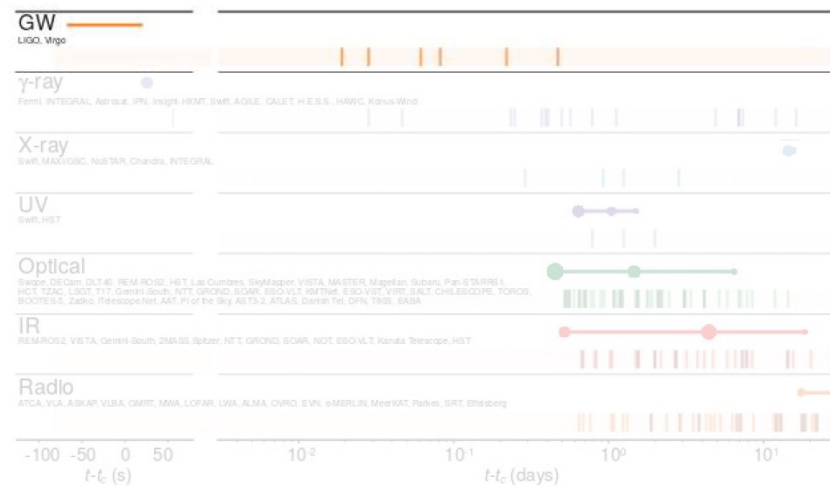 GW
LIGO, Virgo
γ-ray
Fermi, INTEGRAL, Astrosat, IPN, Insight-HXMT, Swift, AGILE, CALET, H.E.S.S., HAWC, Konus-Wind
X-ray
Swift, MAXI/GSC, NuSTAR, Chandra, INTEGRAL
UV
Swift, HST
Optical
Swope, DECam, DLT40, REM-ROS2, HST, Las Cumbres, SkyMapper, VISTA, MASTER, Magellan, Subaru, Pan-STARRS1,
HCT, TZAC, LSGT, T17, Gemini-South, NTT, GROND, SOAR, ESO-VLT, KMTNet, ESO-VST, VIRT, SALT, CHILESCOPE, TOROS,
BOOTES-5, Zadko, iTelescope.Net, AAT, Pi of the Sky, AST3-2, ATLAS, Danish Tel, DFN, T80S, EABA
IR
REM-ROS2, VISTA, Gemini-South, 2MASS,Spitzer, NTT, GROND, SOAR, NOT, ESO-VLT, Kanata Telescope, HST
Radio
ATCA, VLA, ASKAP, VLBA, GMRT, MWA, LOFAR, LWA, ALMA, OVRO, EVN, e-MERLIN, MeerKAT, Parkes, SRT, Effelsberg
-100 -50 0 50 10⁻² 10⁻¹ 10⁰ 10¹
t-t_c (s) t-t_c (days)